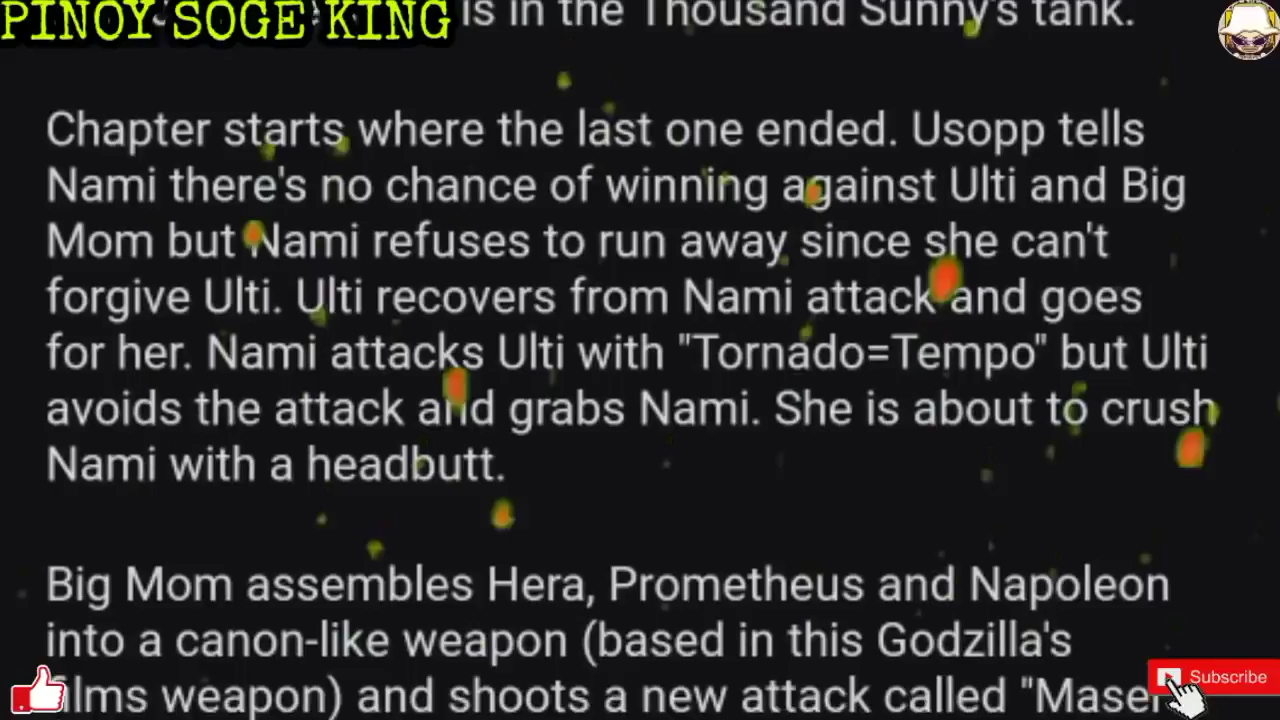 PINOY SOGE KING
is in the Thousand Sunny's tank.
Chapter starts where the last one ended. Usopp tells
Nami there's no chance of winning against Ulti and Big
Mom but Nami refuses to run away since she can't
forgive Ulti. Ulti recovers from Nami attack and goes
for her. Nami attacks Ulti with "Tornado=Tempo" but Ulti
avoids the attack and grabs Nami. She is about to crush
Nami with a headbutt.
Big Mom assembles Hera, Prometheus and Napoleon
into a canon-like weapon (based in this Godzilla's
films weapon) and shoots a new attack called "Maser
Subscribe